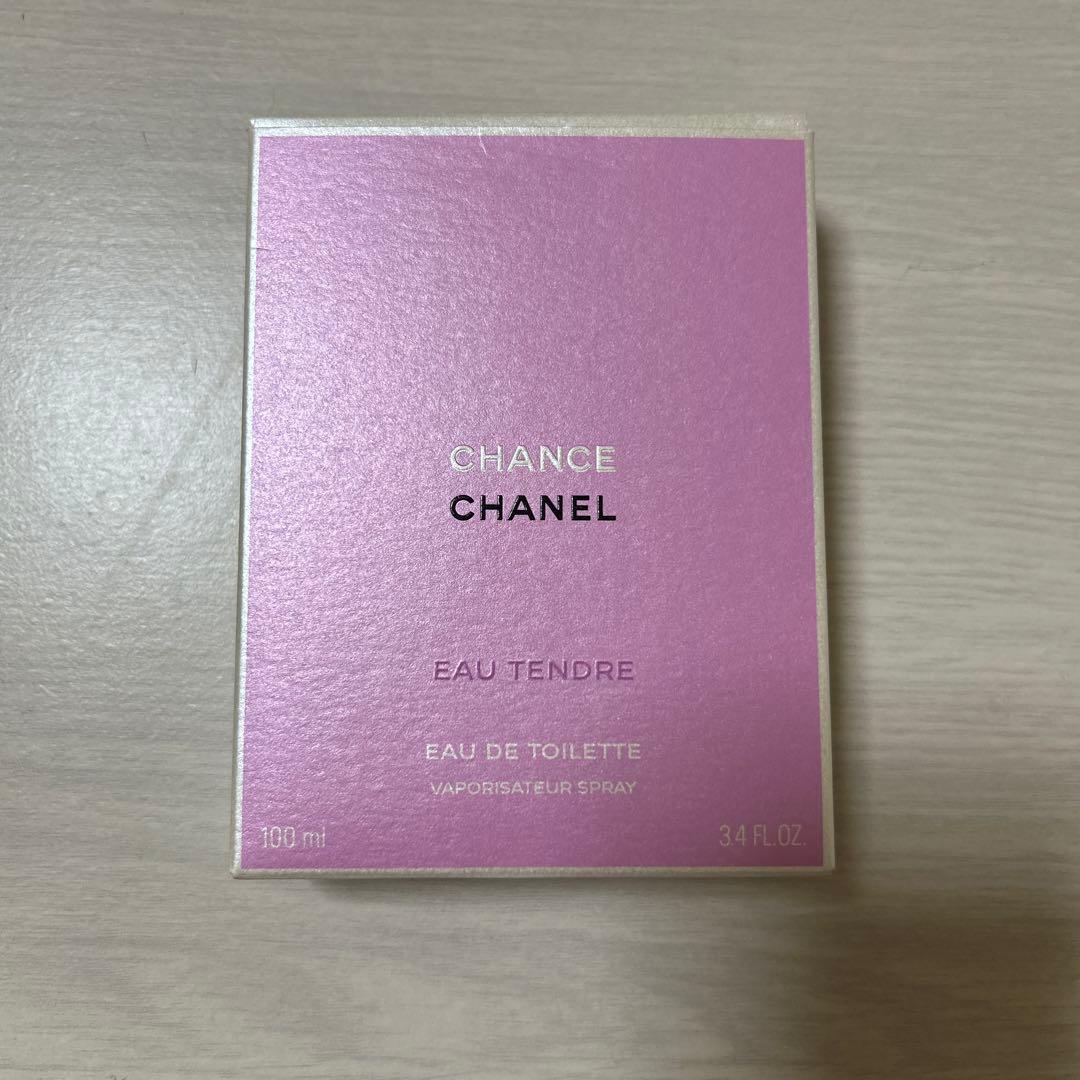 CHANCE
CHANEL
EAU TENDRE
EAU DE TOILETTE
VAPORISATEUR SPRAY
100 ml 3.4 FL.OZ.